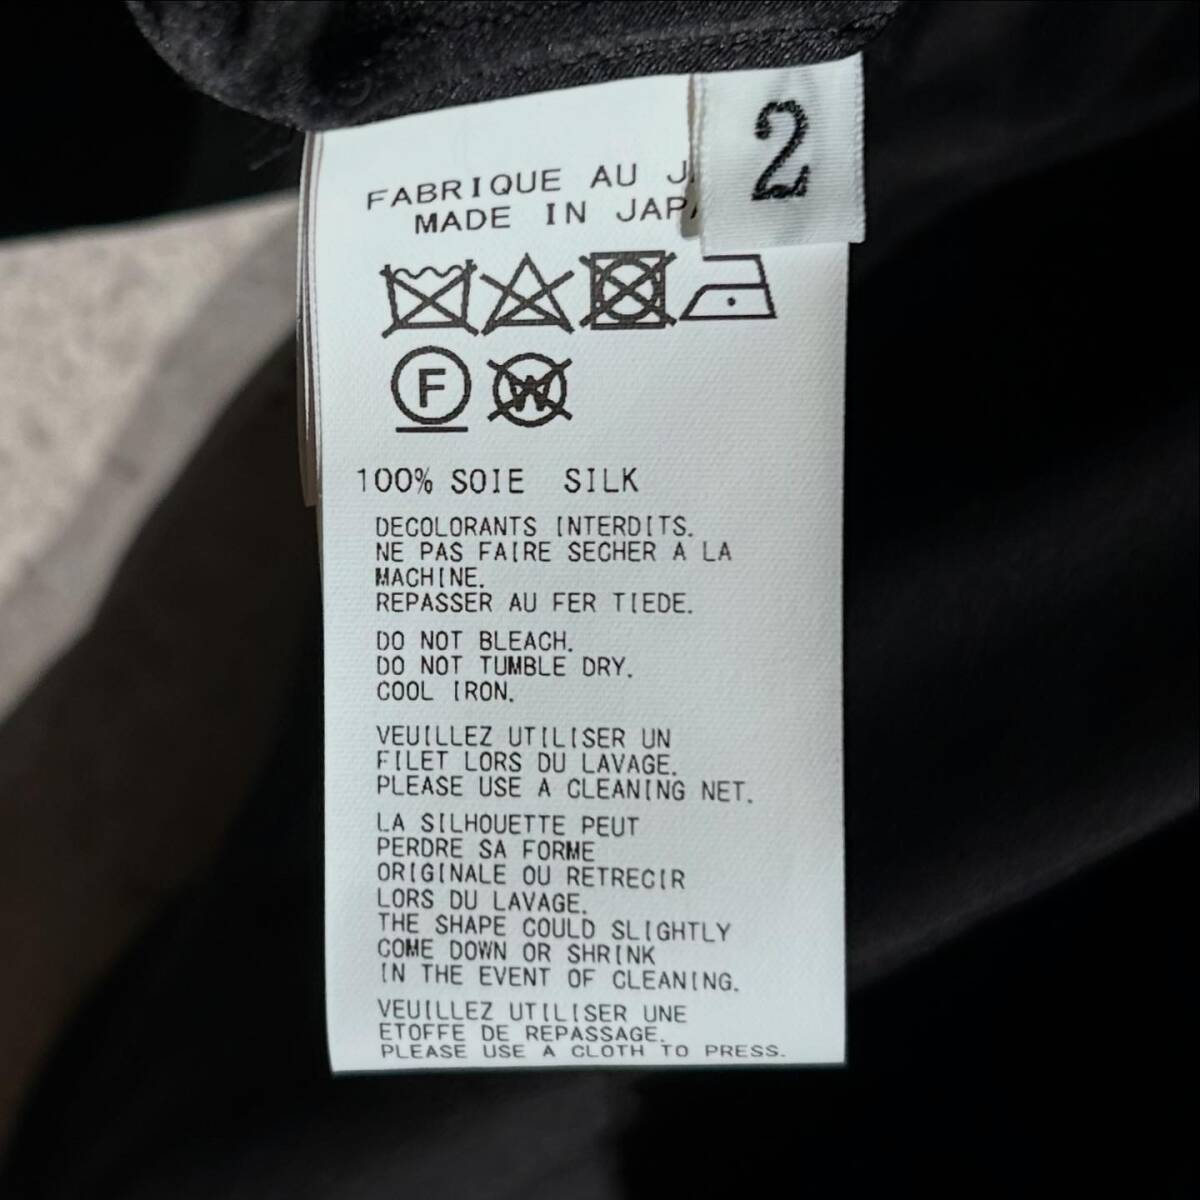 2
FABRIQUE AU
MADE IN
F
W
100% SOIE SILK
DECOLORANTS INTERDITS.
NE PAS FAIRE SECHER A LA
MACHINE.
REPASSER AU FER TIEDE.
DO NOT BLEACH.
DO NOT TUMBLE DRY.
COOL IRON.
VEUILLEZ UTILISER UN
FILET LORS DU LAVAGE.
PLEASE USE A CLEANING NET.
LA SILHOUETTE PEUT
PERDRE SA FORME
ORIGINALE OU RETRECIR
LORS DU LAVAGE.
THE SHAPE COULD SLIGHTLY
COME DOWN OR SHRINK
IN THE EVENT OF CLEANING.
VEUILLEZ UTILISER UNE
ETOFFE DE REPASSAGE.
PLEASE USE A CLOTH TO PRESS.